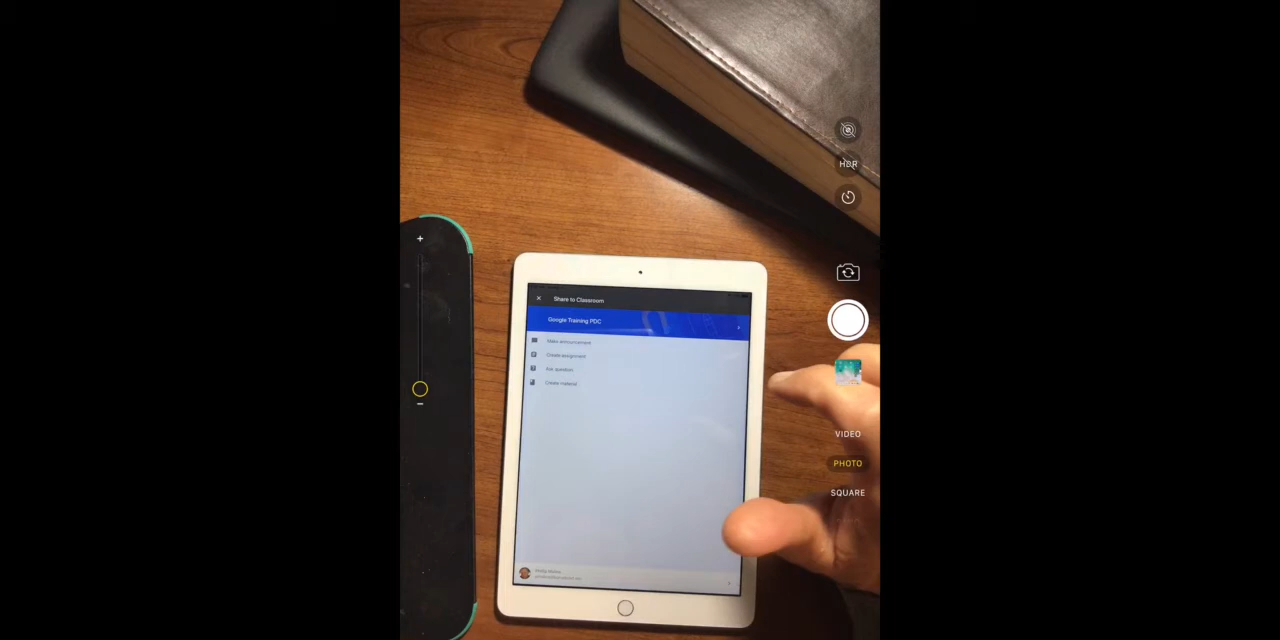 Share to Classroom
Google Training PDC
Make announcement
Create assignment
Ask question
Create material
HDR
VIDEO
PHOTO
SQUARE